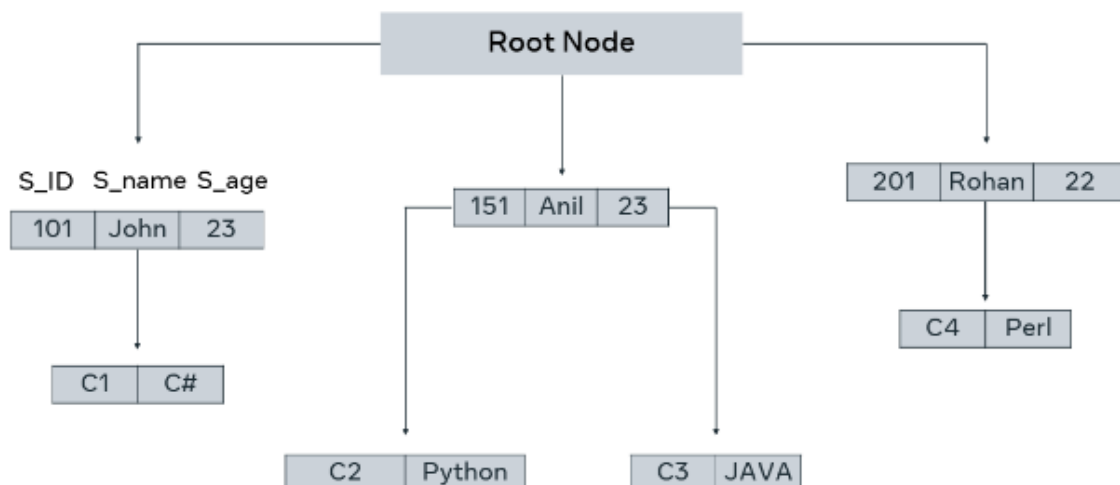 Root Node
S_ID S_name S_age
101 John 23
151 Anil 23
201 Rohan 22
C1 C#
C2 Python
C3 JAVA
C4 Perl